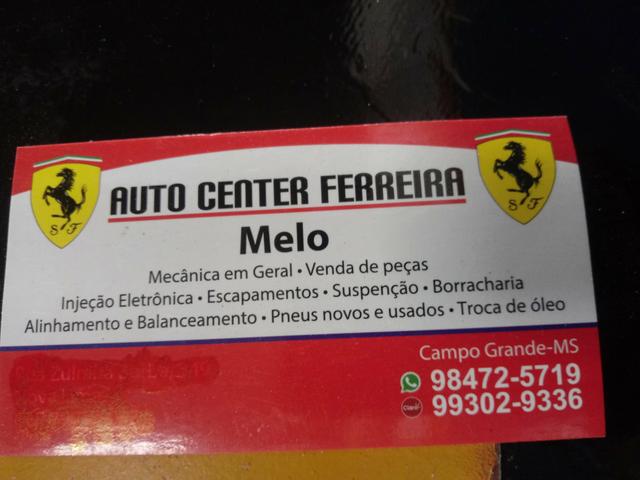 AUTO CENTER FERREIRA
Melo
Mecânica em Geral • Venda de peças
Injeção Eletrônica • Escapamentos • Suspenção • Borracharia
Alinhamento e Balanceamento • Pneus novos e usados • Troca de óleo
Campo Grande-MS
98472-5719
Claro 99302-9336
S F
S F